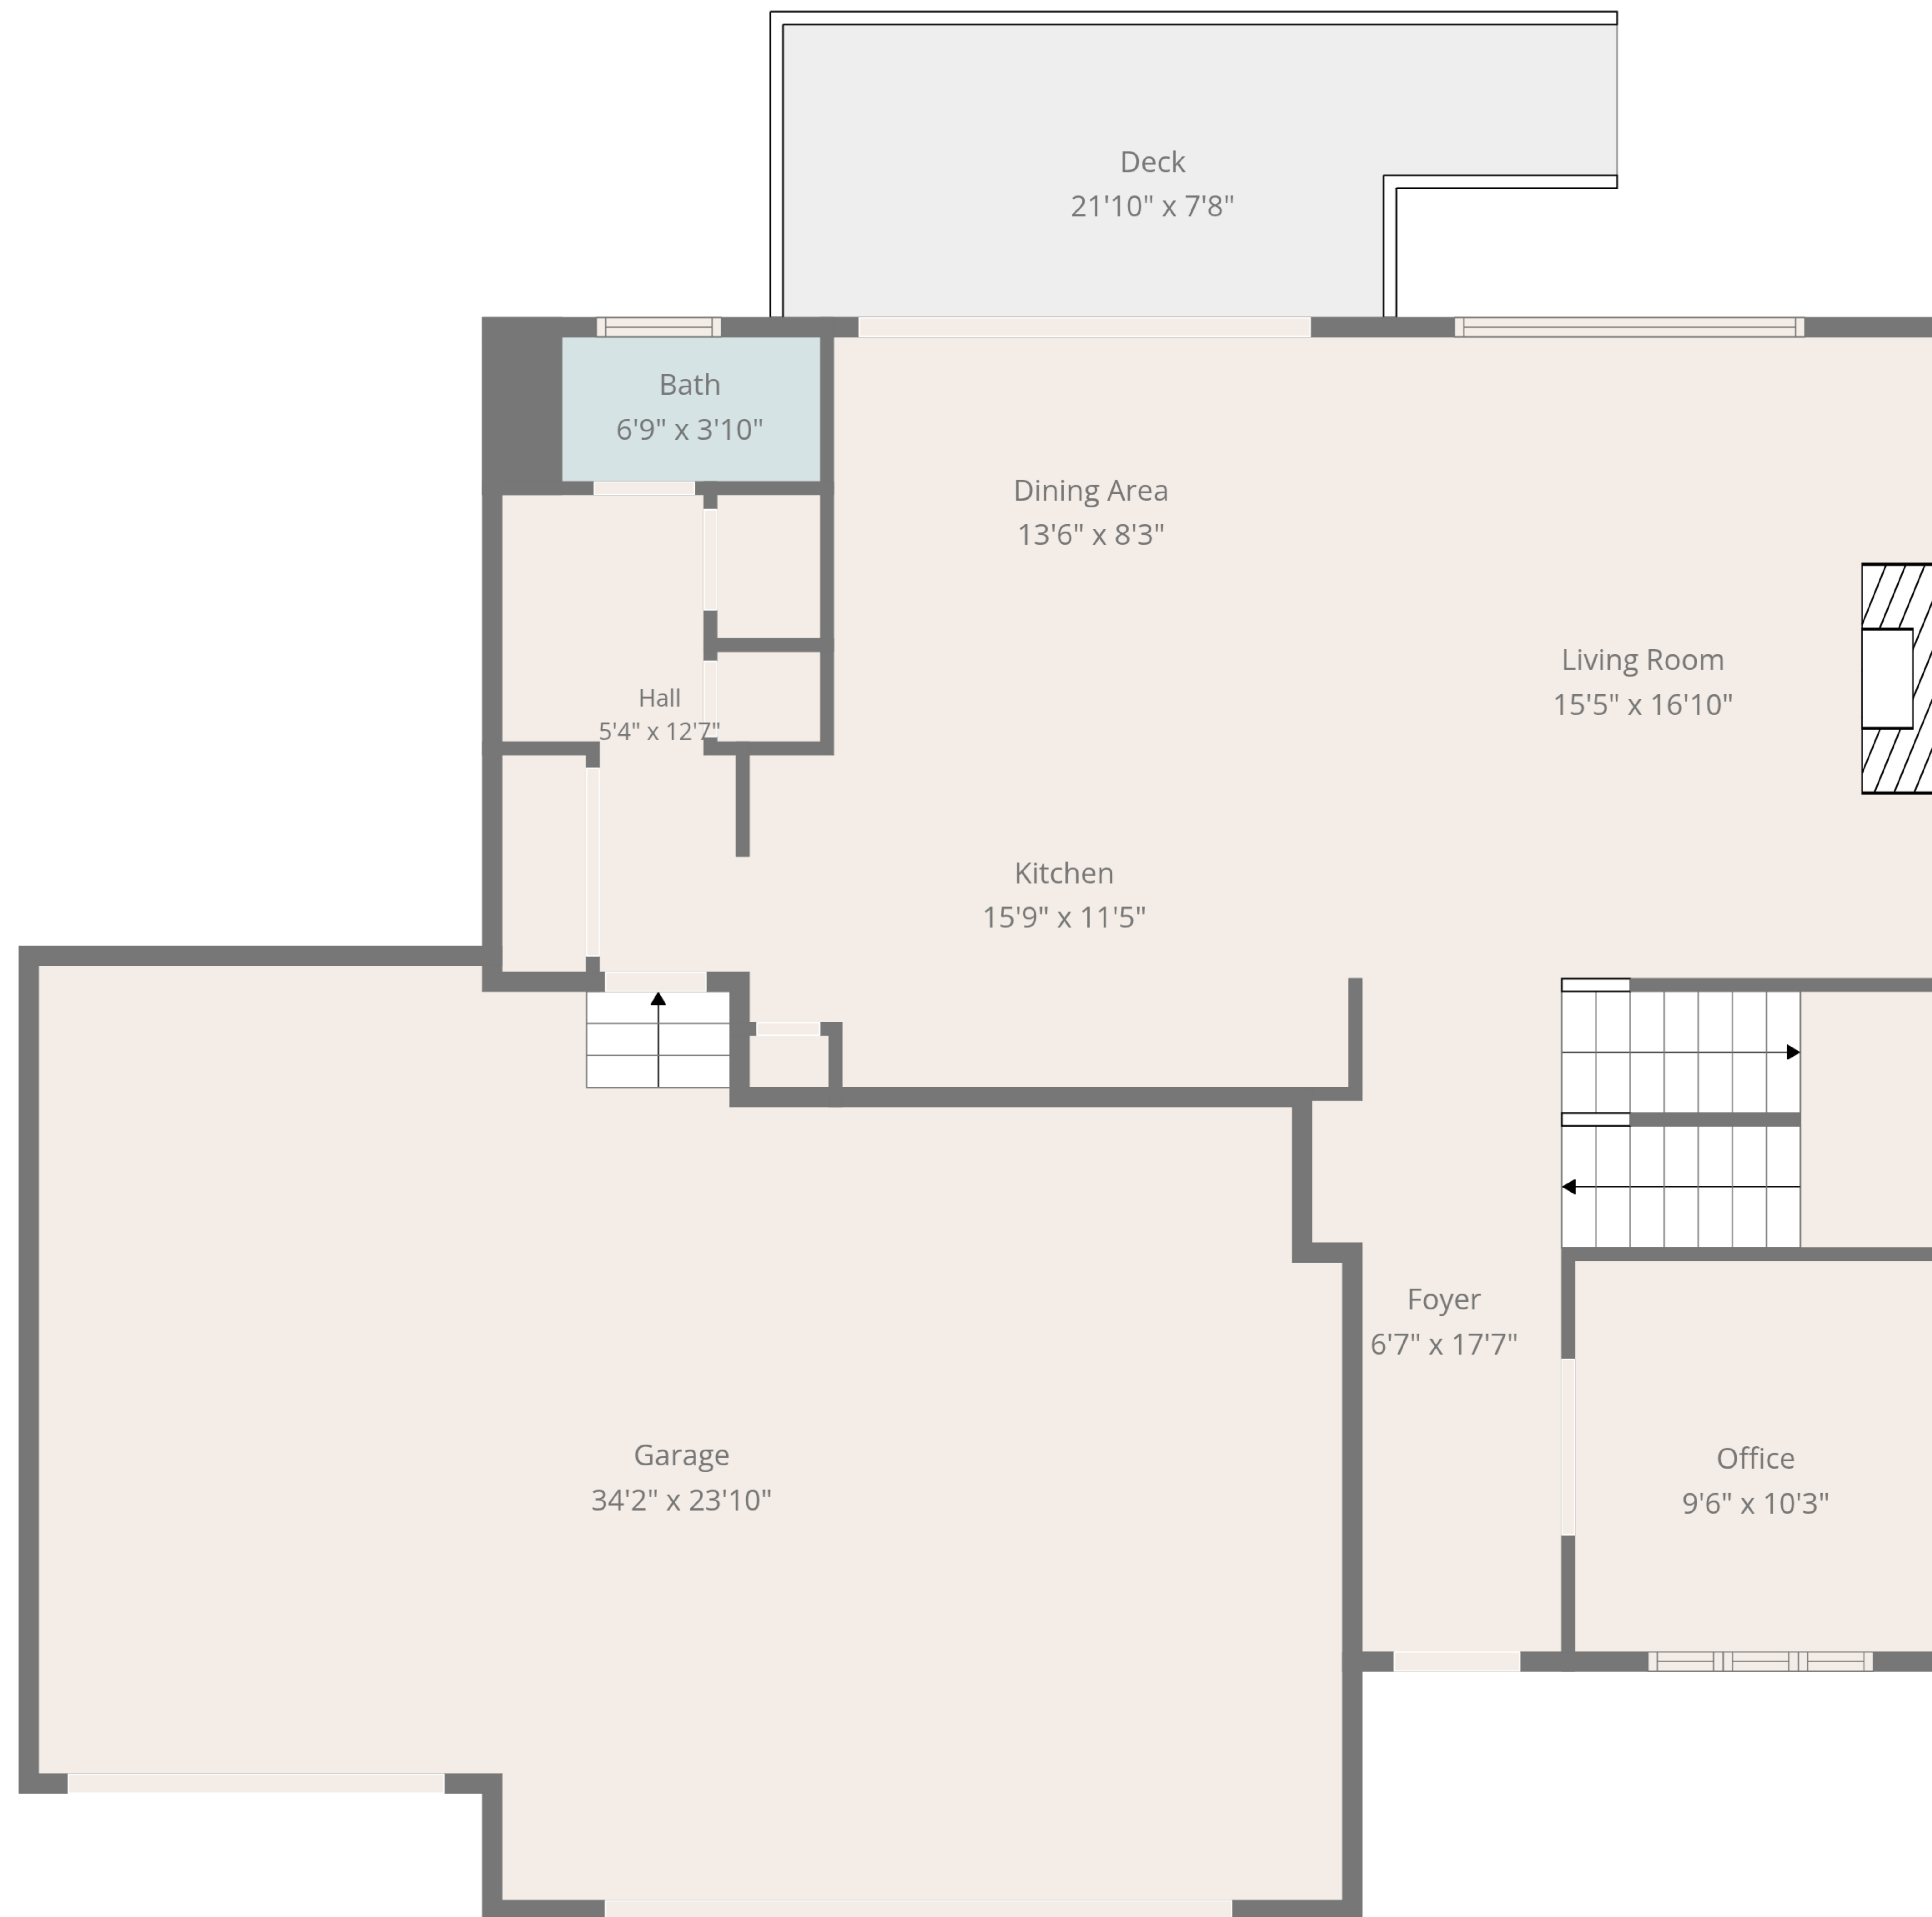 Deck
21'10" x 7'8"
Bath
6'9" x 3'10"
Dining Area
13'6" x 8'3"
Living Room
15'5" x 16'10"
Hall
5'4" x 12'7"
Kitchen
15'9" x 11'5"
Foyer
6'7" x 17'7"
Garage
34'2" x 23'10"
Office
9'6" x 10'3"